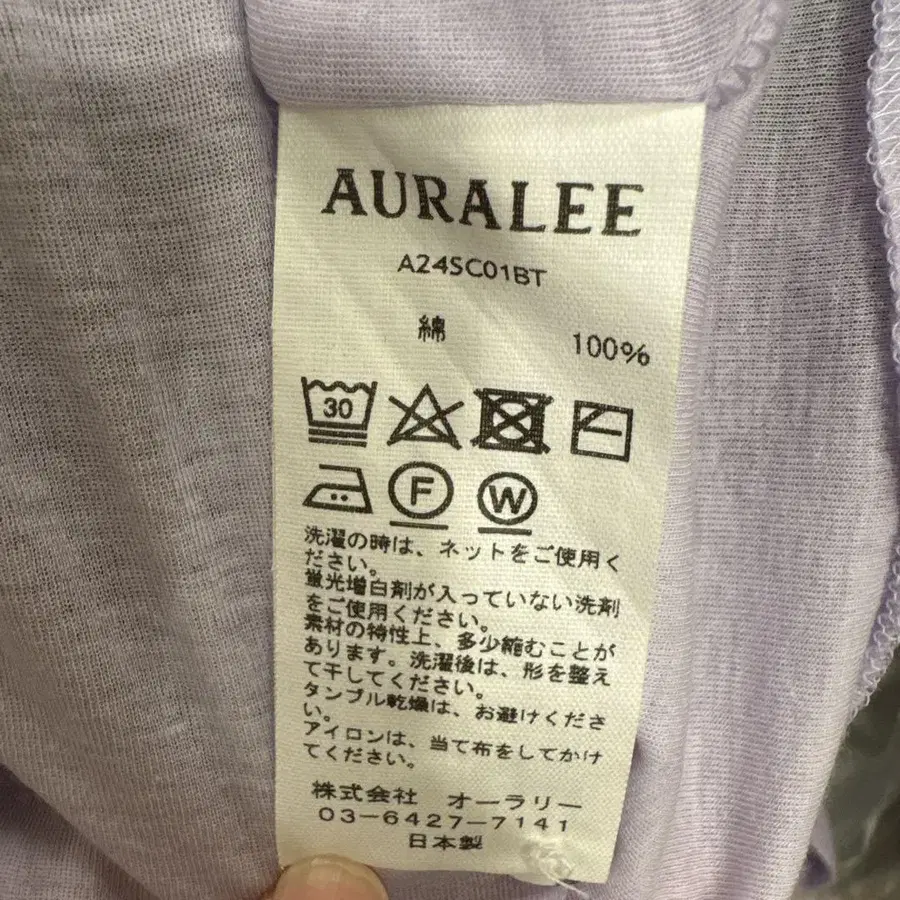 AURALEE
A24SC01BT
綿 100%
30
F W
洗濯の時は、ネットをご使用く
ださい。
蛍光増白剤が入っていない洗剤
をご使用ください。
素材の特性上、多少縮むことが
あります。洗濯後は、形を整え
て干してください。
タンブル乾燥は、お避けくださ
い。
アイロンは、当て布をしてかけ
てください。
株式会社 オーラリー
03-6427-7141
日本製